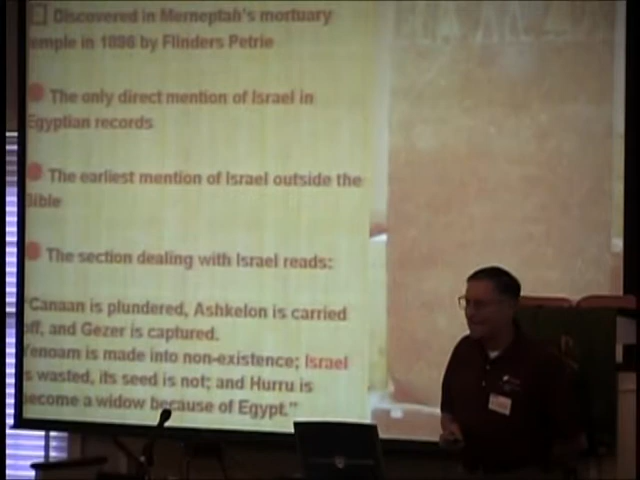 Discovered in Merneptah's mortuary
emple in 1896 by Flinders Petrie
The only direct mention of Israel in
Egyptian records
The earliest mention of Israel outside the
Bible
The section dealing with Israel reads:
"Canaan is plundered, Ashkelon is carried
off, and Gezer is captured.
Yenoam is made into non-existence; Israel
s wasted, its seed is not; and Hurru is
become a widow because of Egypt."